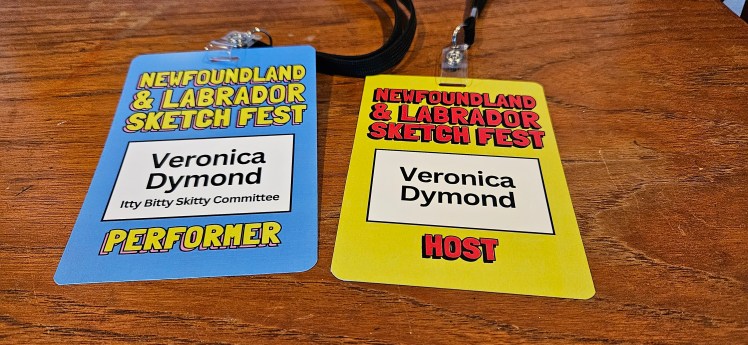 NEWFOUNDLAND
& LABRADOR
SKETCH FEST
Veronica
Dymond
Itty Bitty Skitty Committee
PERFORMER
NEWFOUNDLAND
& LABRADOR
SKETCH FEST
Veronica
Dymond
HOST